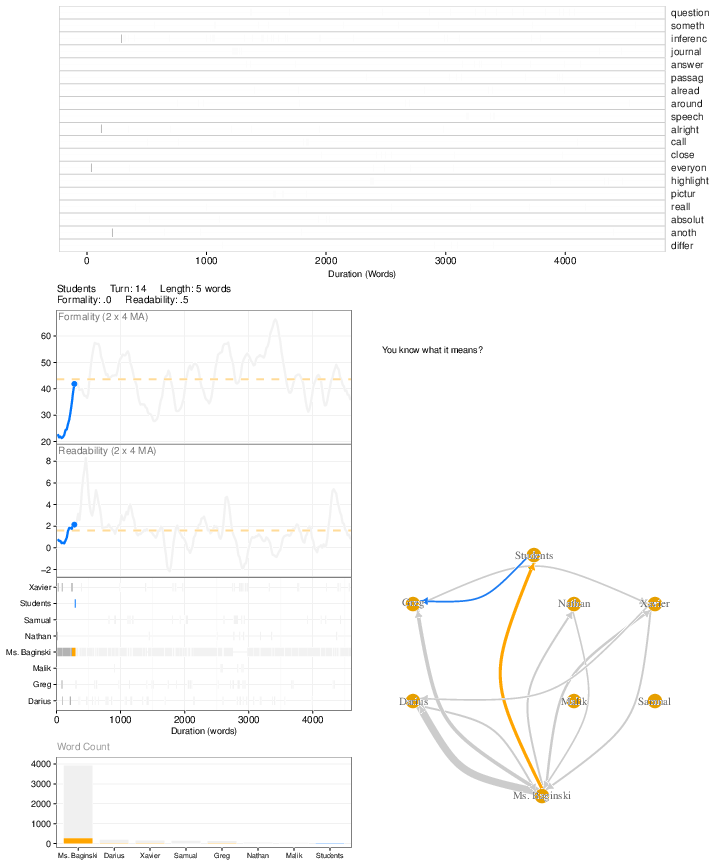 question
someth
inferenc
journal
answer
passag
alread
around
speech
alright
call
close
everyon
highlight
pictur
reall
absolut
anoth
differ
0 1000 2000 3000 4000
Duration (Words)
Students Turn: 14 Length: 5 words
Formality: .0 Readability: .5
Formality (2 x 4 MA)
60
50
40
30
20
You know what it means?
Readability (2 x 4 MA)
8
6
4
2
0
−2
Xavier
Students
Samual
Nathan
Ms. Baginski
Malik
Greg
Darius
0 1000 2000 3000 4000
Duration (words)
Students
Greg
Nathan
Xavier
Darius
Malik
Samual
Ms. Baginski
Word Count
4000
3000
2000
1000
0
Ms. Baginski Darius Xavier Samual Greg Nathan Malik Students